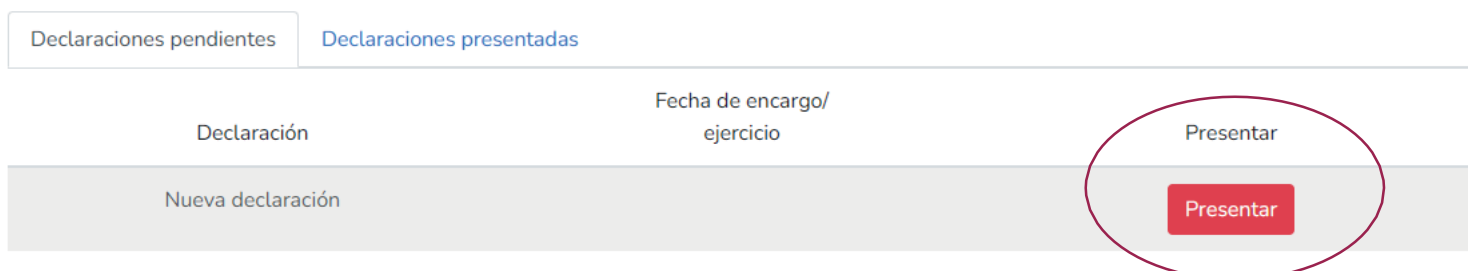 Declaraciones pendientes Declaraciones presentadas
Fecha de encargo/
Declaración ejercicio Presentar
Nueva declaración
Presentar